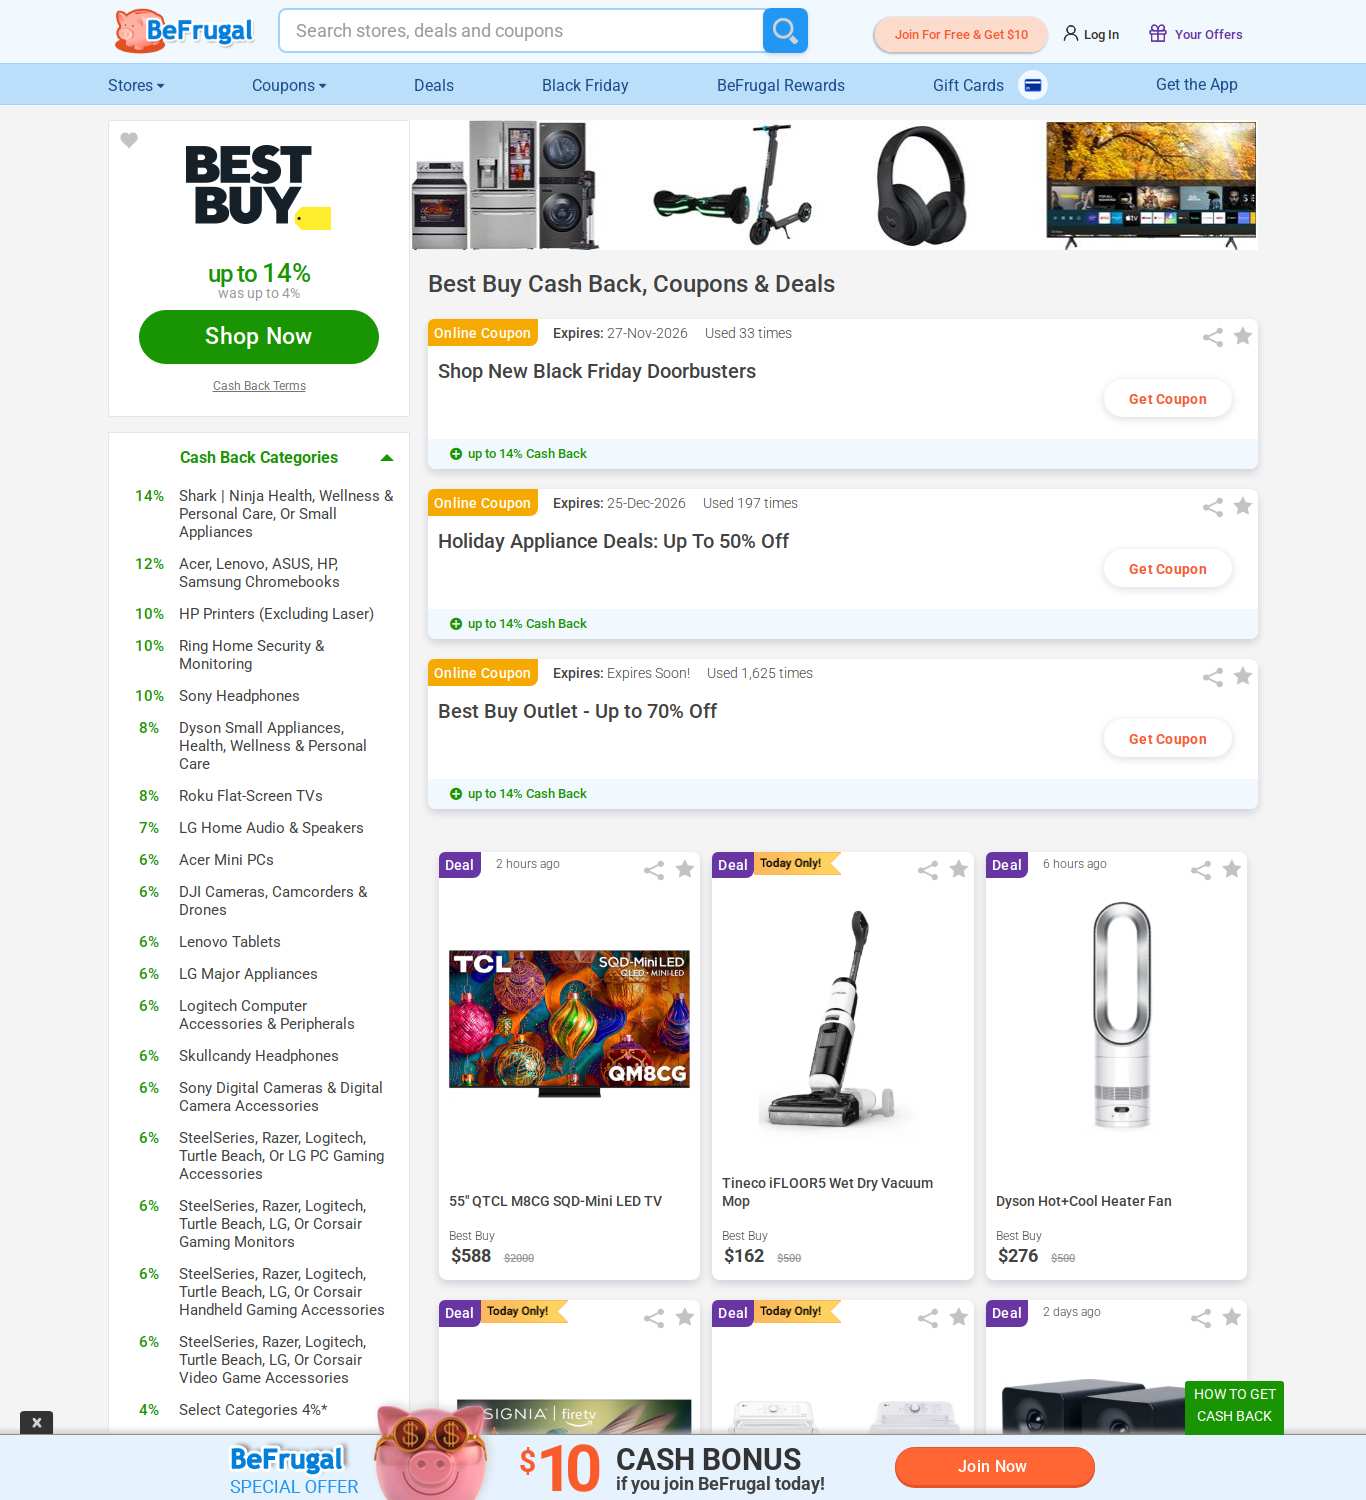 BeFrugal
Search stores, deals and coupons
Join For Free & Get $10
Log In
Your Offers
Stores
Coupons
Deals
Black Friday
BeFrugal Rewards
Gift Cards
Get the App
BEST
BUY
up to 14%
was up to 4%
Shop Now
Cash Back Terms
Cash Back Categories
14% Shark | Ninja Health, Wellness &
Personal Care, Or Small
Appliances
12% Acer, Lenovo, ASUS, HP,
Samsung Chromebooks
10% HP Printers (Excluding Laser)
10% Ring Home Security &
Monitoring
10% Sony Headphones
8% Dyson Small Appliances,
Health, Wellness & Personal
Care
8% Roku Flat-Screen TVs
7% LG Home Audio & Speakers
6% Acer Mini PCs
6% DJI Cameras, Camcorders &
Drones
6% Lenovo Tablets
6% LG Major Appliances
6% Logitech Computer
Accessories & Peripherals
6% Skullcandy Headphones
6% Sony Digital Cameras & Digital
Camera Accessories
6% SteelSeries, Razer, Logitech,
Turtle Beach, Or LG PC Gaming
Accessories
6% SteelSeries, Razer, Logitech,
Turtle Beach, LG, Or Corsair
Gaming Monitors
6% SteelSeries, Razer, Logitech,
Turtle Beach, LG, Or Corsair
Handheld Gaming Accessories
6% SteelSeries, Razer, Logitech,
Turtle Beach, LG, Or Corsair
Video Game Accessories
4% Select Categories 4%*
Best Buy Cash Back, Coupons & Deals
Online Coupon Expires: 27-Nov-2026 Used 33 times
Shop New Black Friday Doorbusters
Get Coupon
up to 14% Cash Back
Online Coupon Expires: 25-Dec-2026 Used 197 times
Holiday Appliance Deals: Up To 50% Off
Get Coupon
up to 14% Cash Back
Online Coupon Expires: Expires Soon! Used 1,625 times
Best Buy Outlet - Up to 70% Off
Get Coupon
up to 14% Cash Back
Deal 2 hours ago
TCL
SQD-Mini LED
QLED · MINI-LED
QM8CG
55" QTCL M8CG SQD-Mini LED TV
Best Buy
$588 $2000
Deal Today Only!
Tineco iFLOOR5 Wet Dry Vacuum
Mop
Best Buy
$162 $500
Deal 6 hours ago
Dyson Hot+Cool Heater Fan
Best Buy
$276 $500
Deal Today Only!
SIGNIA | firetv
Deal Today Only!
Deal 2 days ago
HOW TO GET
CASH BACK
x
BeFrugal
SPECIAL OFFER
$10
CASH BONUS
if you join BeFrugal today!
Join Now